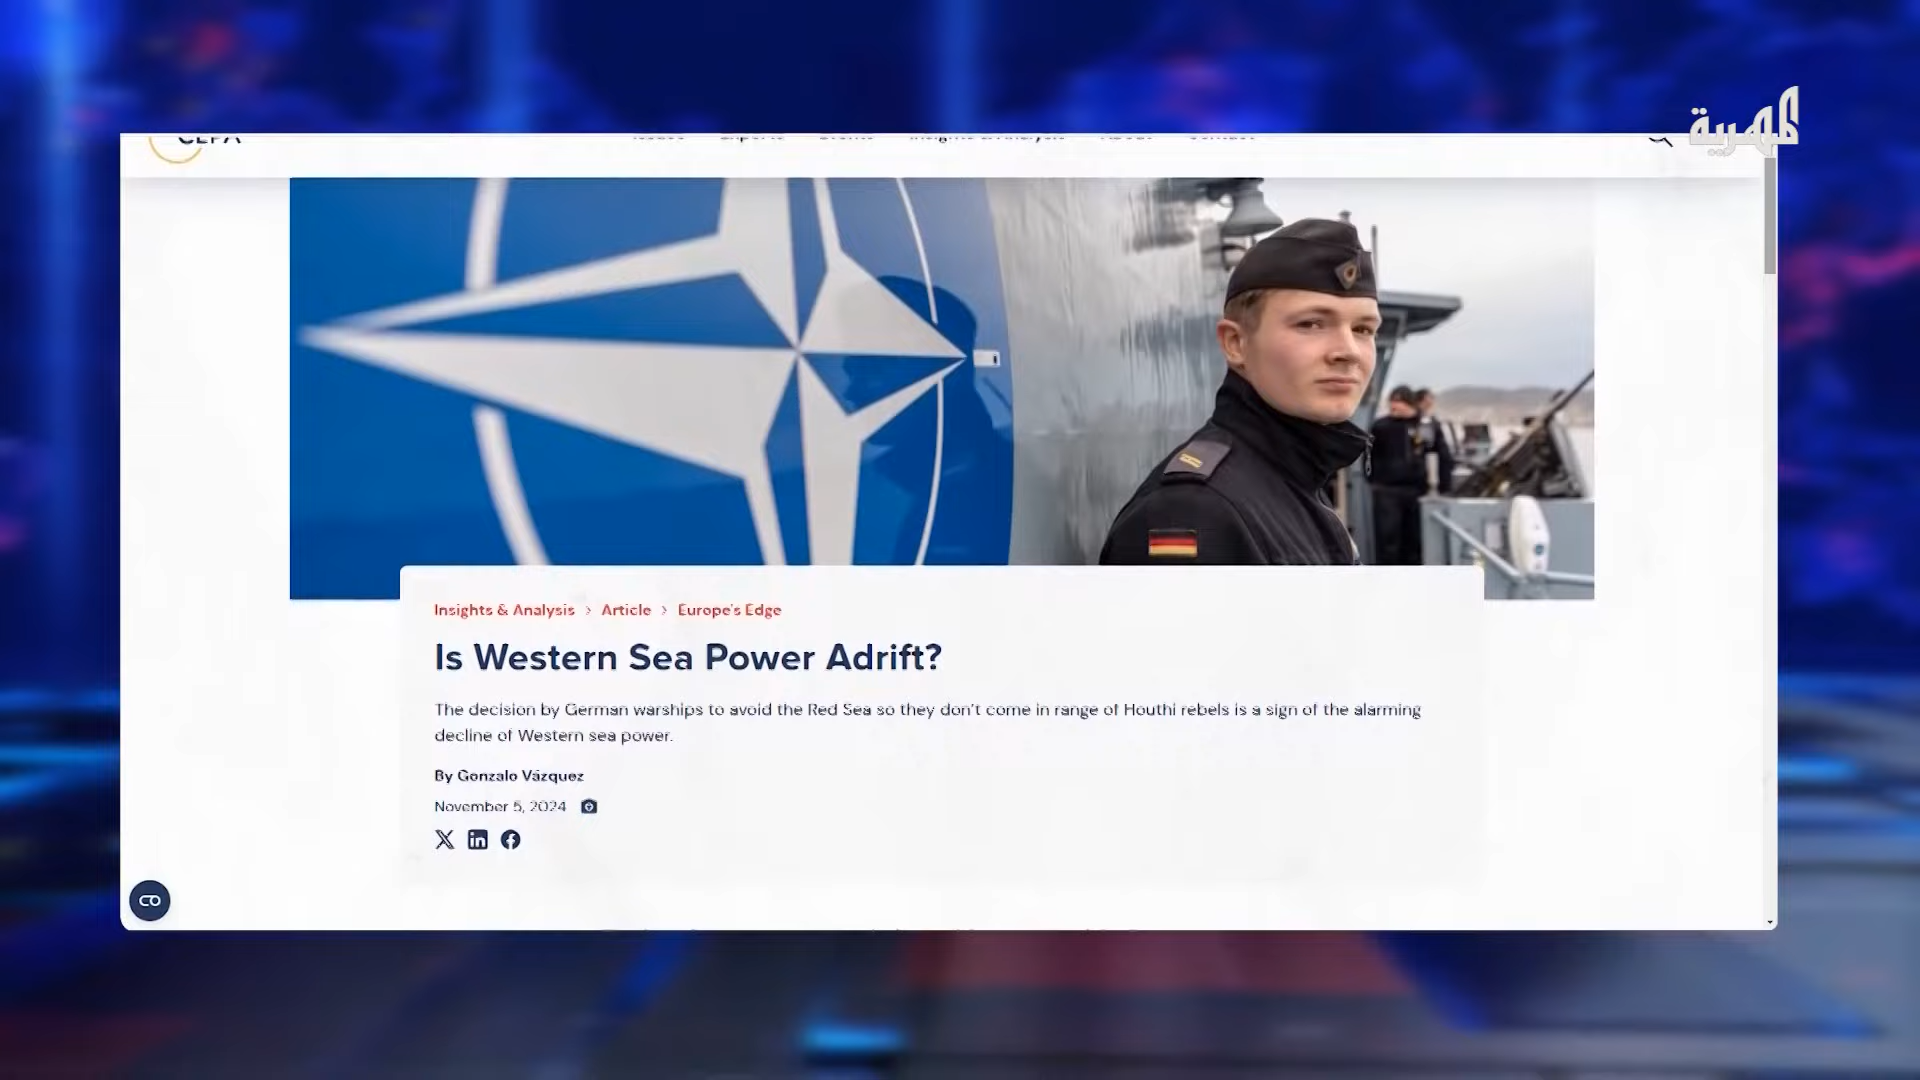 المهرية
CEPA
Insights & Analysis > Article > Europe's Edge
Is Western Sea Power Adrift?
The decision by German warships to avoid the Red Sea so they don't come in range of Houthi rebels is a sign of the alarming
decline of Western sea power.
By Gonzalo Vázquez
November 5, 2024